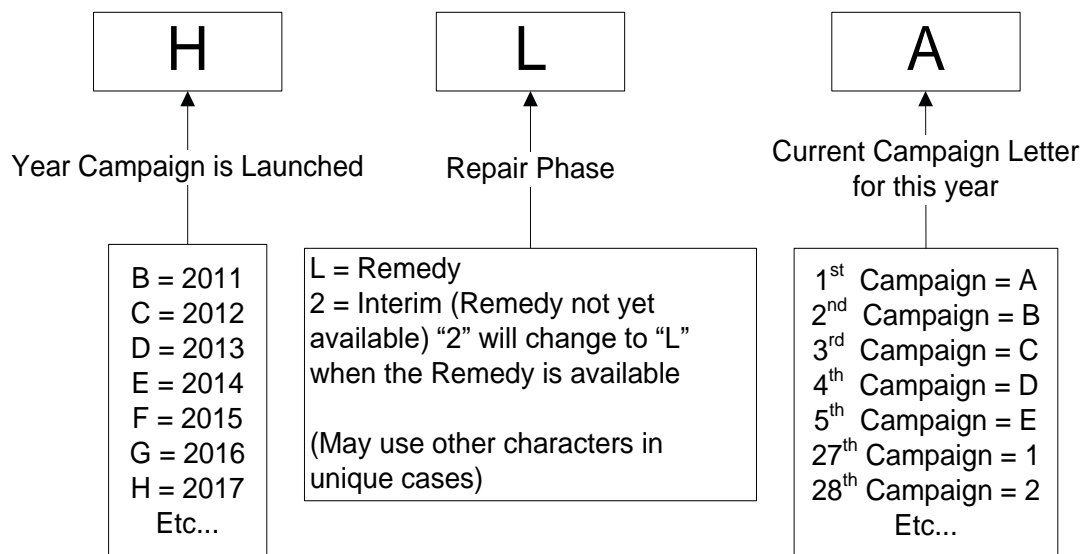 H
L
A
Year Campaign is Launched
Repair Phase
Current Campaign Letter
for this year
B = 2011
C = 2012
D = 2013
E = 2014
F = 2015
G = 2016
H = 2017
Etc...
L = Remedy
2 = Interim (Remedy not yet
available) “2” will change to “L”
when the Remedy is available
(May use other characters in
unique cases)
1st Campaign = A
2nd Campaign = B
3rd Campaign = C
4th Campaign = D
5th Campaign = E
27th Campaign = 1
28th Campaign = 2
Etc...